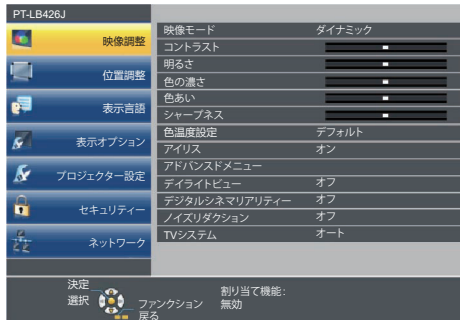 PT-LB426J
映像調整
位置調整
表示言語
表示オプション
プロジェクター設定
セキュリティー
ネットワーク
映像モード ダイナミック
コントラスト
明るさ
色の濃さ
色あい
シャープネス
色温度設定 デフォルト
アイリス オン
アドバンスドメニュー
デイライトビュー オフ
デジタルシネマリアリティー オフ
ノイズリダクション オフ
TVシステム オート
決定
選択
ファンクション
戻る
割り当て機能:
無効